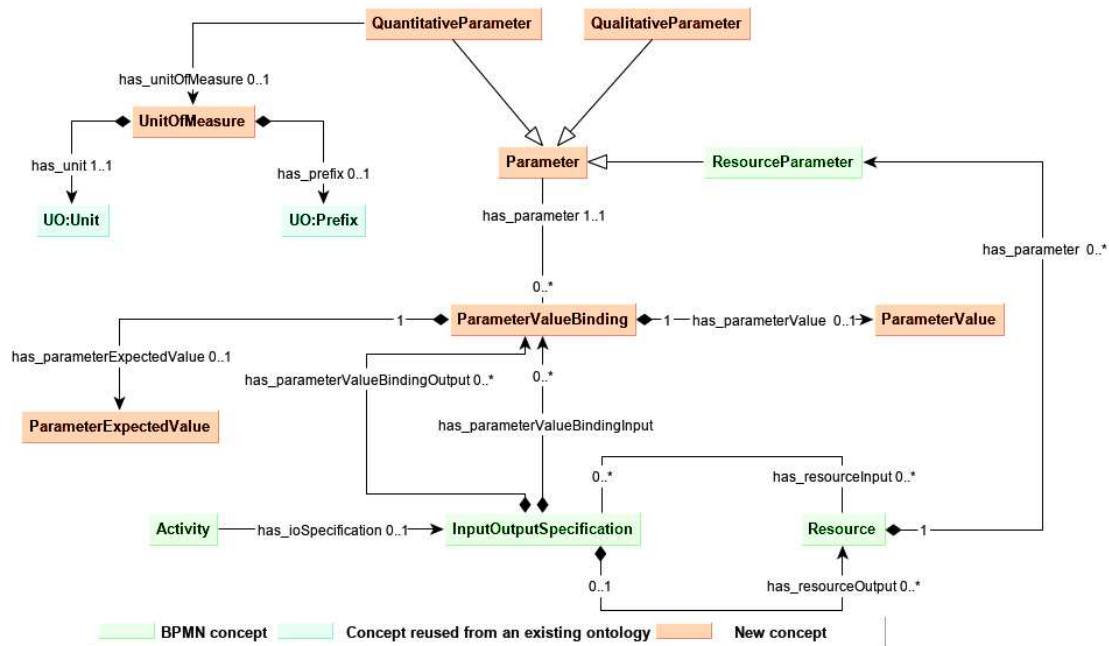 QuantitativeParameter
QualitativeParameter
has_unitOfMeasure 0..1
UnitOfMeasure
Parameter
ResourceParameter
has_unit 1..1
has_prefix 0..1
UO:Unit
UO:Prefix
has_parameter 1..1
has_parameter 0..*
0..*
1
ParameterValueBinding
1
has_parameterValue 0..1
ParameterValue
has_parameterExpectedValue 0..1
has_parameterValueBindingOutput 0..*
0..*
ParameterExpectedValue
has_parameterValueBindingInput
0..*
has_resourceInput 0..*
Activity
has_ioSpecification 0..1
InputOutputSpecification
Resource
1
0..1
has_resourceOutput 0..*
BPMN concept
Concept reused from an existing ontology
New concept